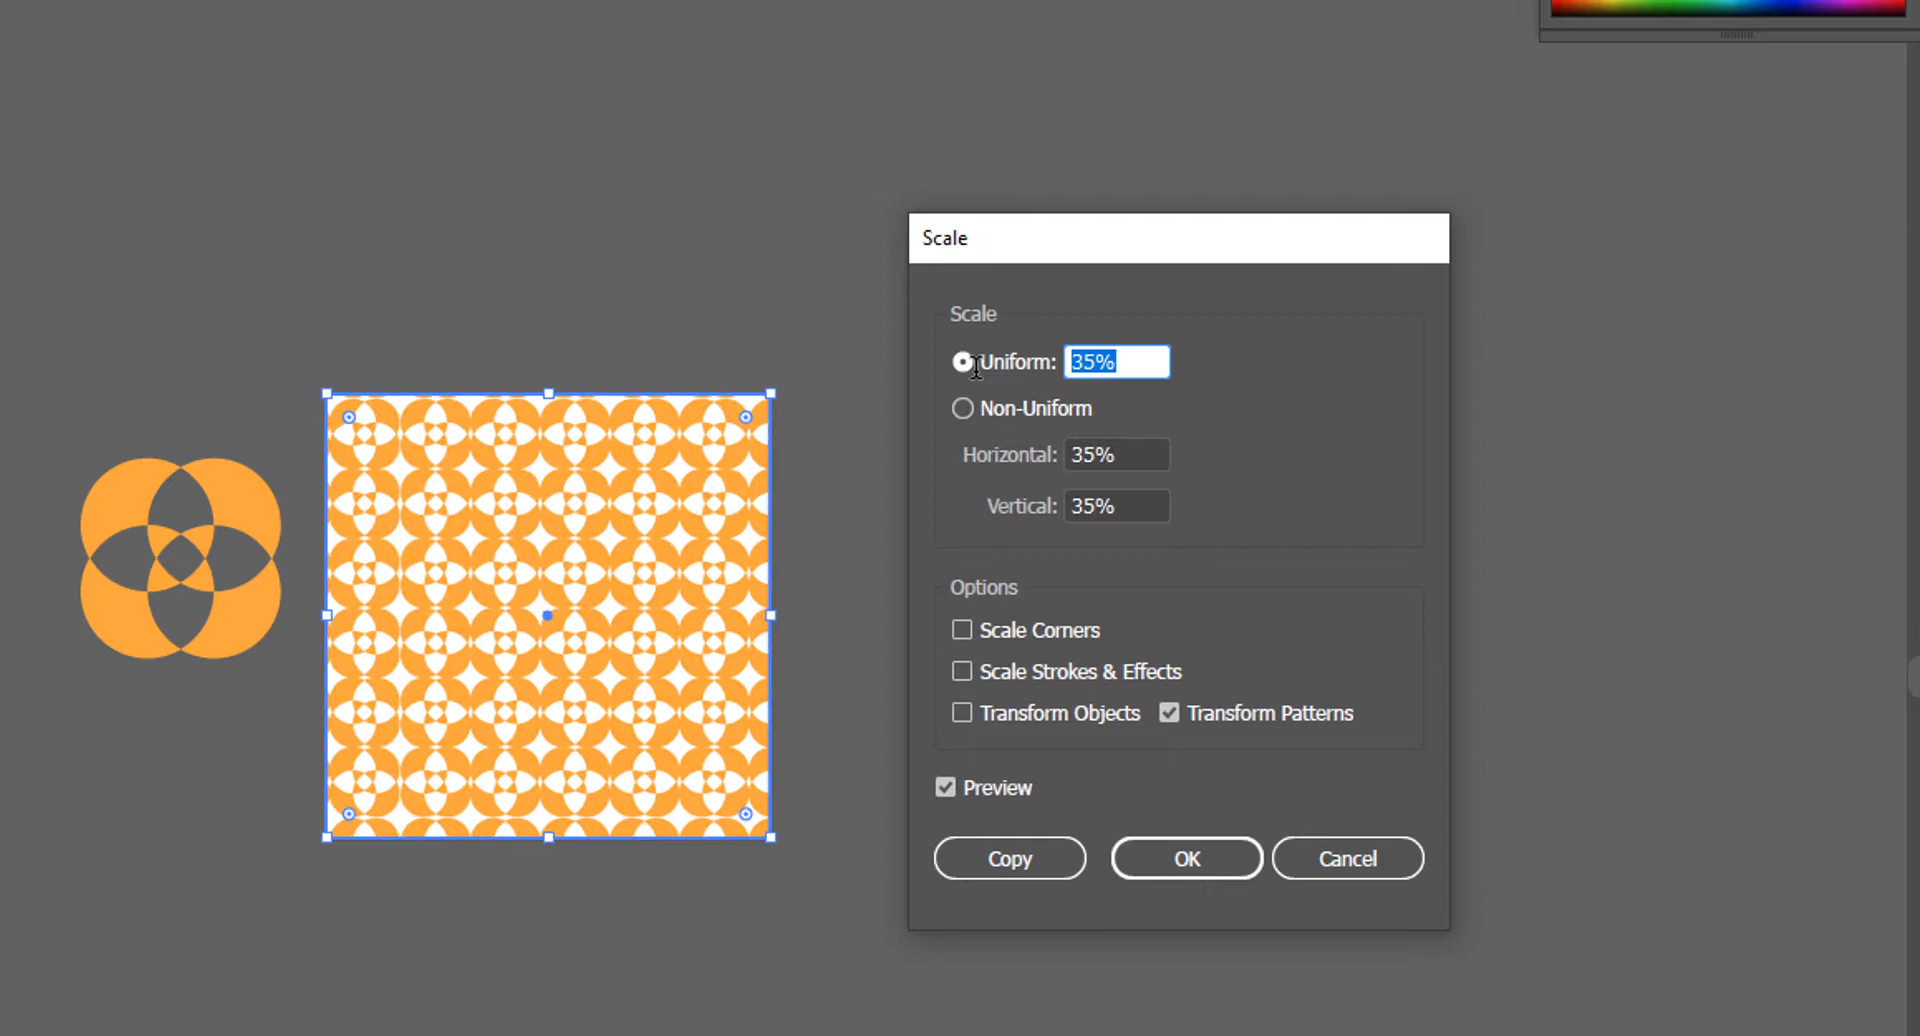 Scale
Scale
Uniform: 35%
Non-Uniform
Horizontal: 35%
Vertical: 35%
Options
Scale Corners
Scale Strokes & Effects
Transform Objects Transform Patterns
Preview
Copy OK Cancel